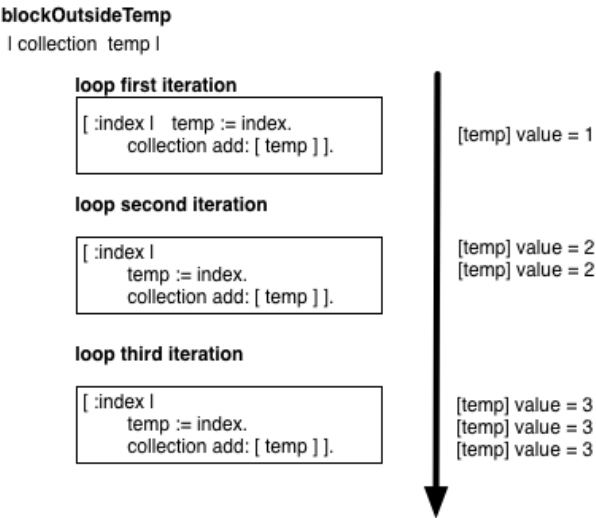 blockOutsideTemp
| collection temp |
loop first iteration
[ :index | temp := index.
collection add: [ temp ] ].
[temp] value = 1
loop second iteration
[ :index |
temp := index.
collection add: [ temp ] ].
[temp] value = 2
[temp] value = 2
loop third iteration
[ :index |
temp := index.
collection add: [ temp ] ].
[temp] value = 3
[temp] value = 3
[temp] value = 3